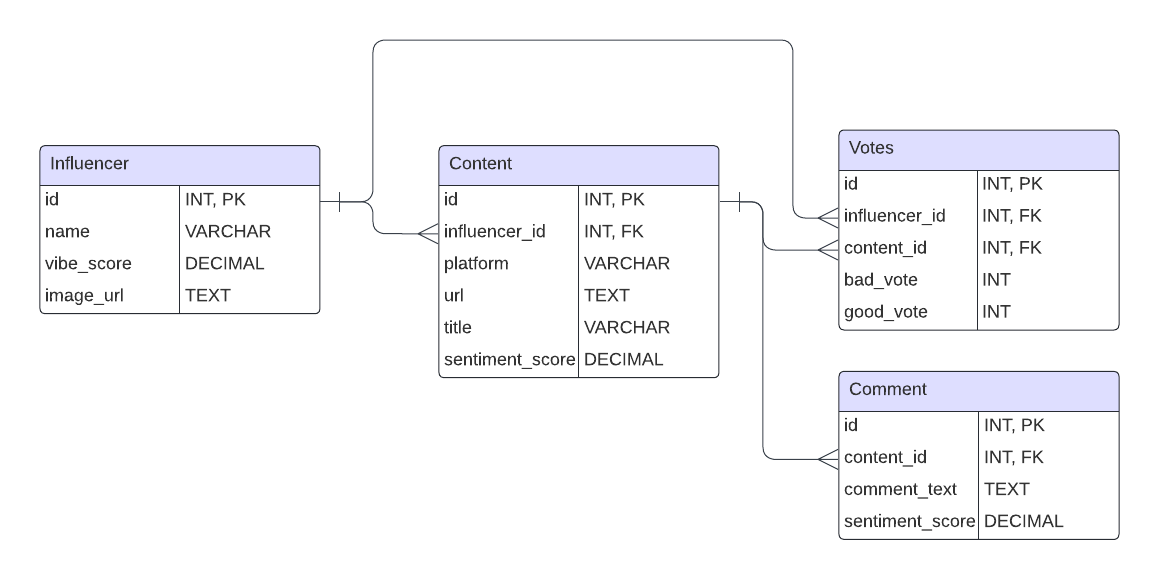 Influencer
id INT, PK
name VARCHAR
vibe_score DECIMAL
image_url TEXT
Content
id INT, PK
influencer_id INT, FK
platform VARCHAR
url TEXT
title VARCHAR
sentiment_score DECIMAL
Votes
id INT, PK
influencer_id INT, FK
content_id INT, FK
bad_vote INT
good_vote INT
Comment
id INT, PK
content_id INT, FK
comment_text TEXT
sentiment_score DECIMAL